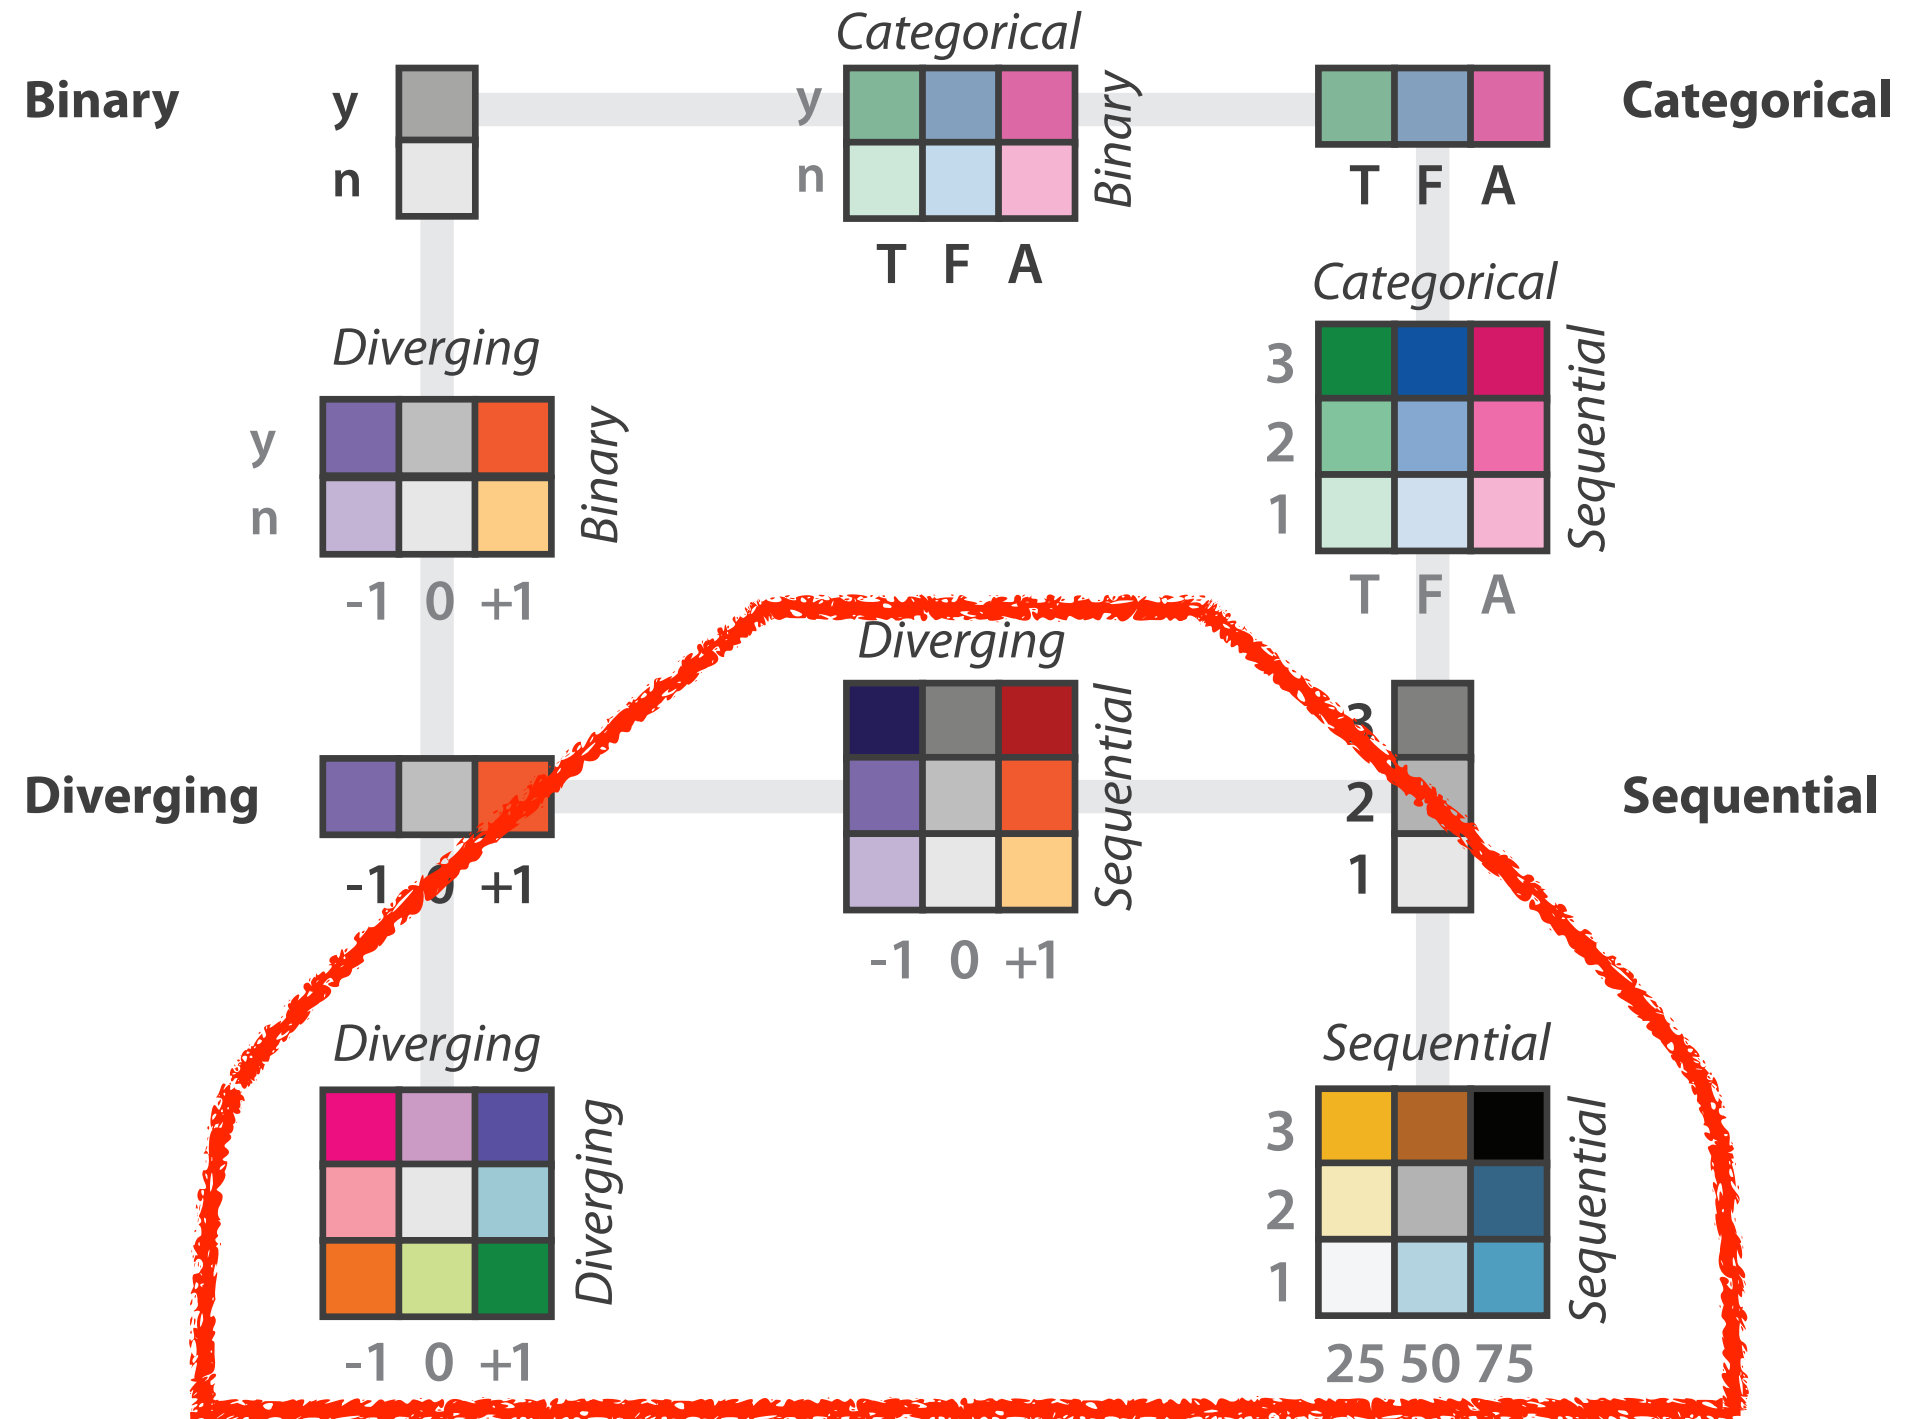 Categorical
Binary
y
n
y
n
Binary
T F A
Categorical
T F A
Diverging
y
n
Binary
-1 0 +1
Categorical
3
2
1
Sequential
T F A
Diverging
-1 0 +1
Diverging
Sequential
-1 0 +1
3
2
1
Sequential
Diverging
Diverging
-1 0 +1
Sequential
3
2
1
Sequential
25 50 75